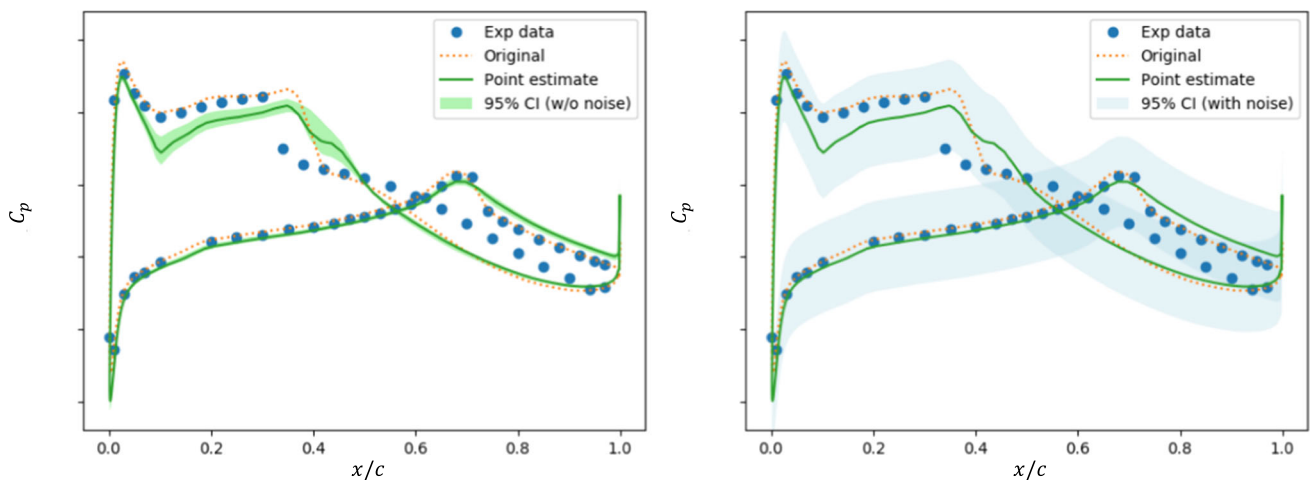 Exp data
Original
Point estimate
95% CI (w/o noise)
C_p
0.0 0.2 0.4 0.6 0.8 1.0
x/c
Exp data
Original
Point estimate
95% CI (with noise)
C_p
0.0 0.2 0.4 0.6 0.8 1.0
x/c